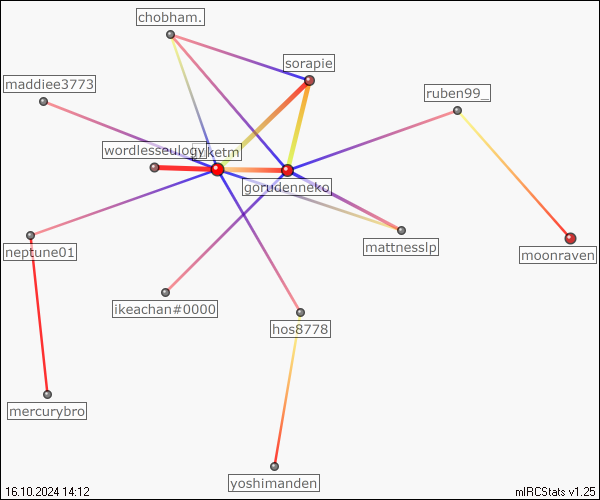 chobham.
sorapie
maddiee3773
ruben99_
wordlesseulogy
ketm
gorudenneko
mattnesslp
neptune01
moonraven
ikeachan#0000
hos8778
mercurybro
yoshimanden
16.10.2024 14:12
mIRCStats v1.25